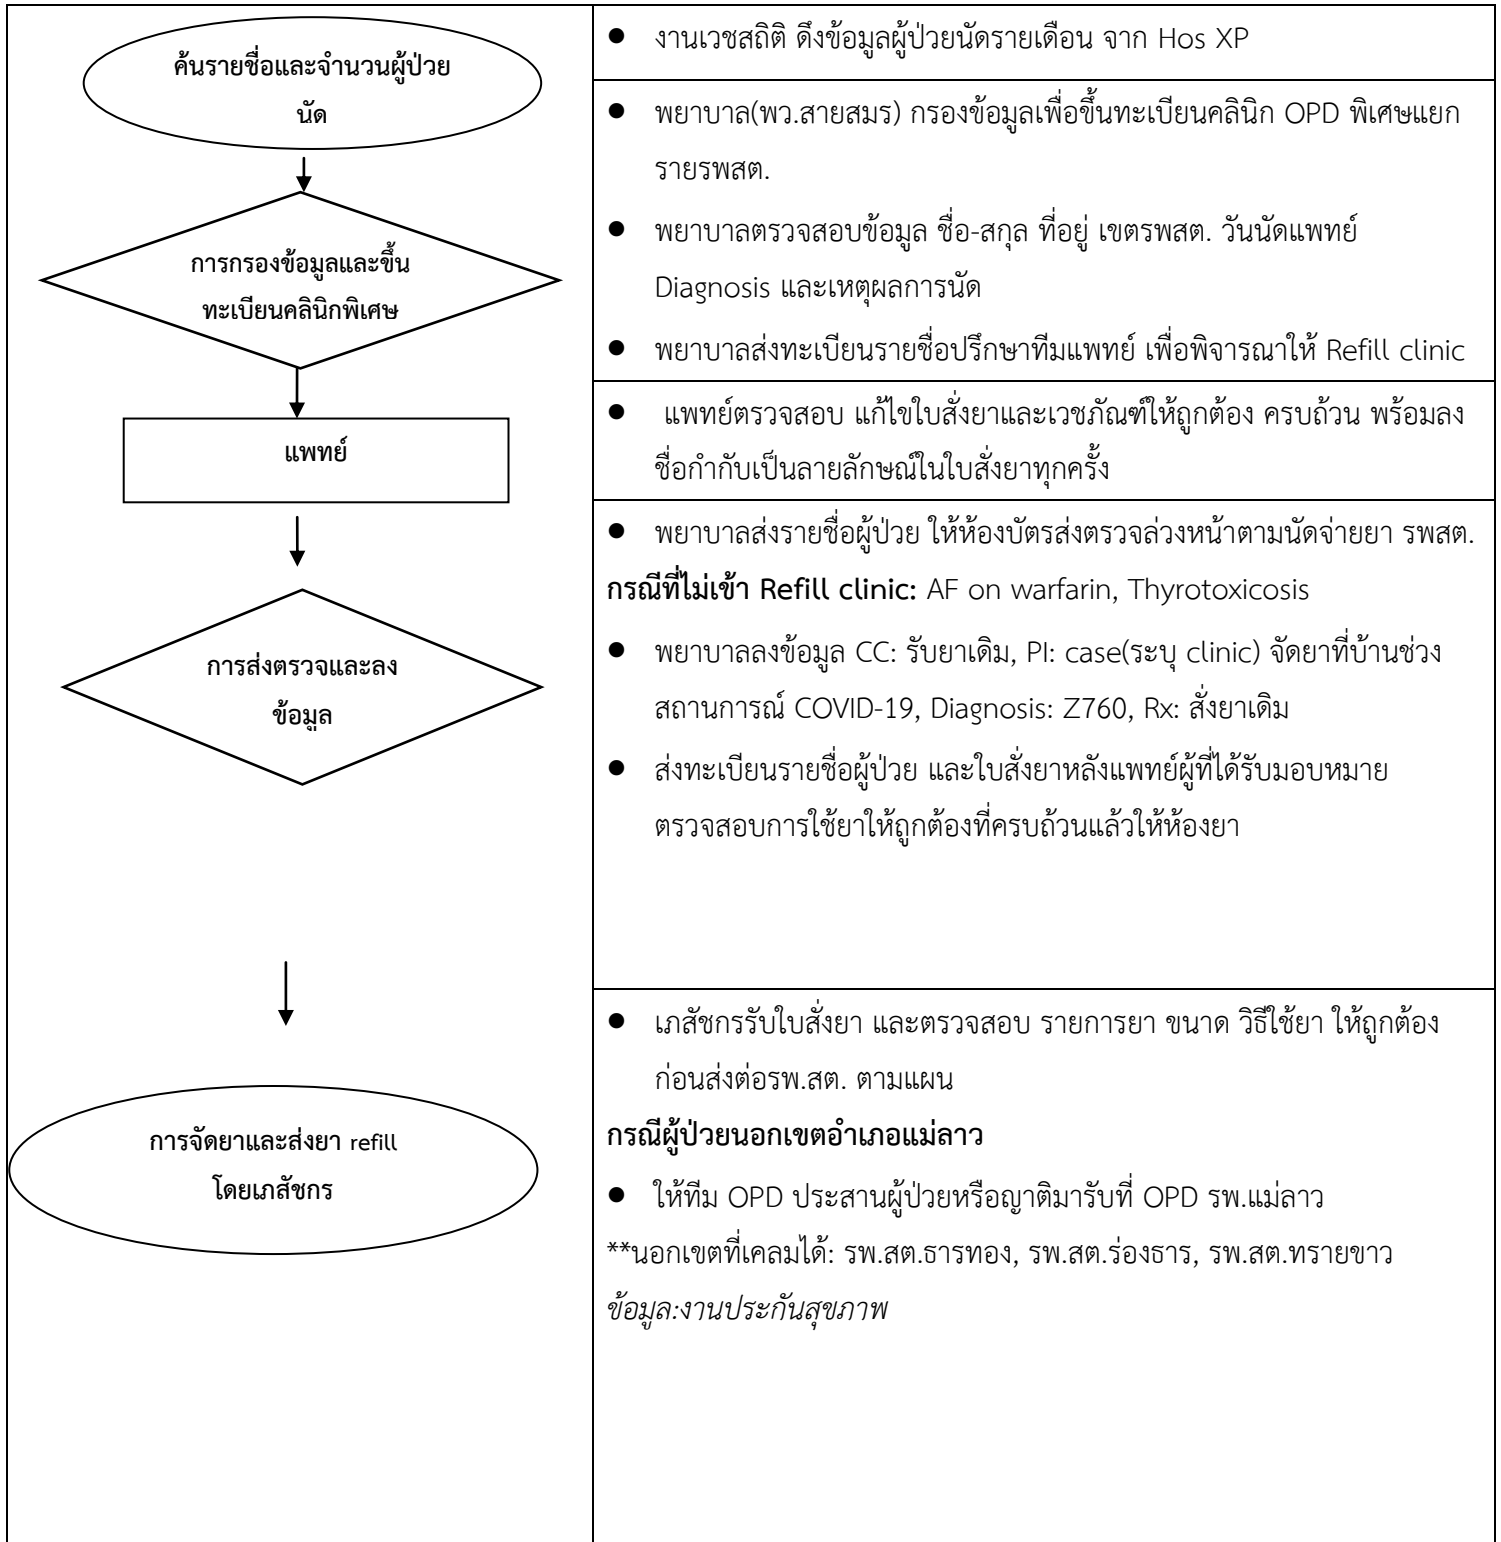 ค้นรายชื่อและจำนวนผู้ป่วย
นัด
● งานเวชสถิติ ดึงข้อมูลผู้ป่วยนัดรายเดือน จาก Hos XP
การกรองข้อมูลและขึ้น
ทะเบียนคลินิกพิเศษ
● พยาบาล(พว.สายสมร) กรองข้อมูลเพื่อขึ้นทะเบียนคลินิก OPD พิเศษแยก
รายรพสต.
● พยาบาลตรวจสอบข้อมูล ชื่อ-สกุล ที่อยู่ เขตรพสต. วันนัดแพทย์
Diagnosis และเหตุผลการนัด
● พยาบาลส่งทะเบียนรายชื่อปรึกษาทีมแพทย์ เพื่อพิจารณาให้ Refill clinic
แพทย์
● แพทย์ตรวจสอบ แก้ไขใบสั่งยาและเวชภัณฑ์ให้ถูกต้อง ครบถ้วน พร้อมลง
ชื่อกำกับเป็นลายลักษณ์ในใบสั่งยาทุกครั้ง
การส่งตรวจและลง
ข้อมูล
● พยาบาลส่งรายชื่อผู้ป่วย ให้ห้องบัตรส่งตรวจล่วงหน้าตามนัดจ่ายยา รพสต.
กรณีที่ไม่เข้า Refill clinic: AF on warfarin, Thyrotoxicosis
● พยาบาลลงข้อมูล CC: รับยาเดิม, PI: case(ระบุ clinic) จัดยาที่บ้านช่วง
สถานการณ์ COVID-19, Diagnosis: Z760, Rx: สั่งยาเดิม
● ส่งทะเบียนรายชื่อผู้ป่วย และใบสั่งยาหลังแพทย์ผู้ที่ได้รับมอบหมาย
ตรวจสอบการใช้ยาให้ถูกต้องที่ครบถ้วนแล้วให้ห้องยา
การจัดยาและส่งยา refill
โดยเภสัชกร
● เภสัชกรรับใบสั่งยา และตรวจสอบ รายการยา ขนาด วิธีใช้ยา ให้ถูกต้อง
ก่อนส่งต่อรพ.สต. ตามแผน
กรณีผู้ป่วยนอกเขตอำเภอแม่ลาว
● ให้ทีม OPD ประสานผู้ป่วยหรือญาติมารับที่ OPD รพ.แม่ลาว
**นอกเขตที่เคลมได้: รพ.สต.ธารทอง, รพ.สต.ร่องธาร, รพ.สต.ทรายขาว
ข้อมูล:งานประกันสุขภาพ